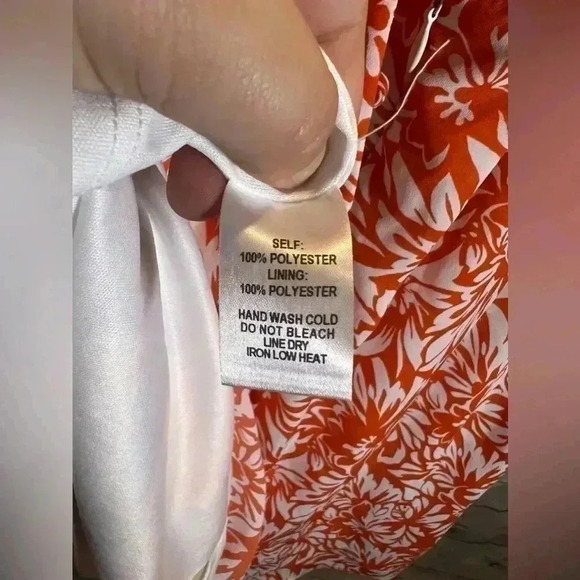 SELF:
100% POLYESTER
LINING:
100% POLYESTER
HAND WASH COLD
DO NOT BLEACH
LINE DRY
IRON LOW HEAT